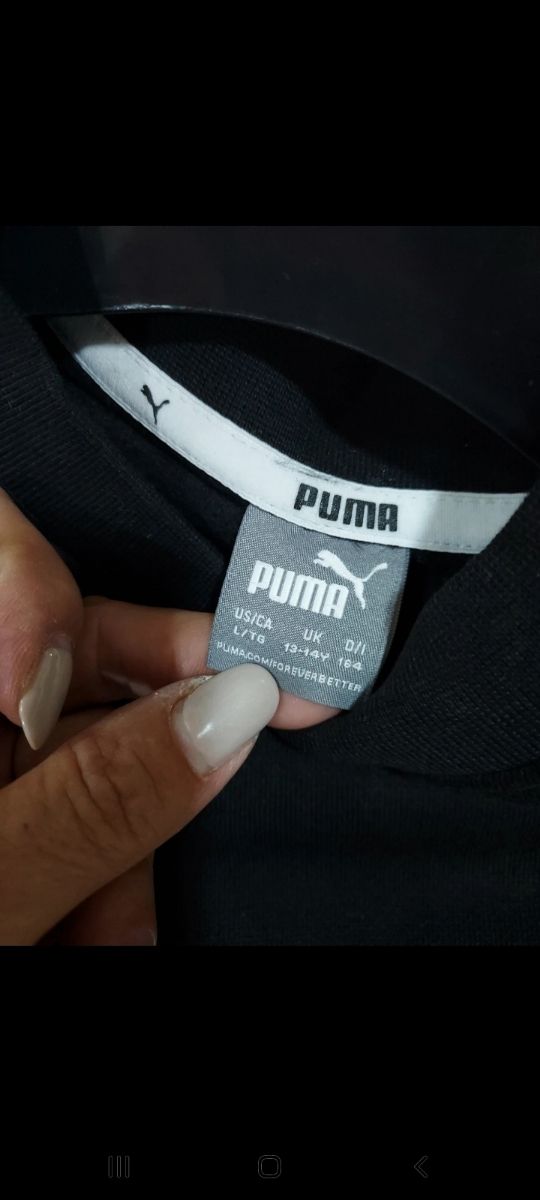 PUMA
PUMA
US/CA UK D/I
L/TG 13-14Y 164
PUMA.COM/FOREVERBETTER